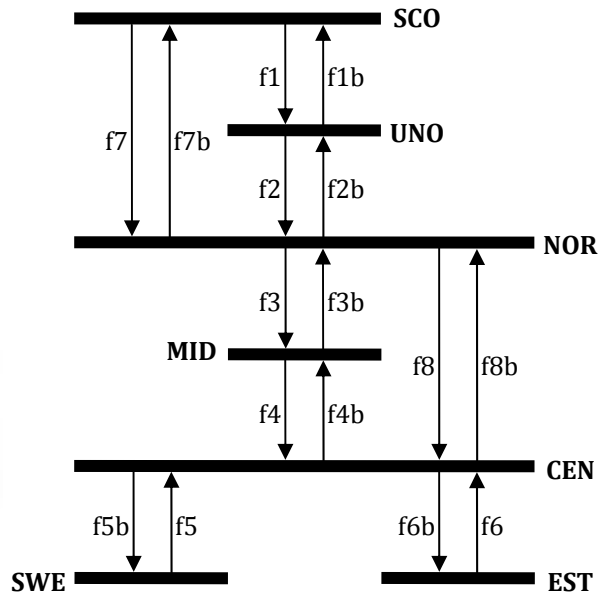 SCO
f1 f1b
f7 f7b UNO
f2 f2b
NOR
f3 f3b
MID f8 f8b
f4 f4b
CEN
f5b f5 f6b f6
SWE EST